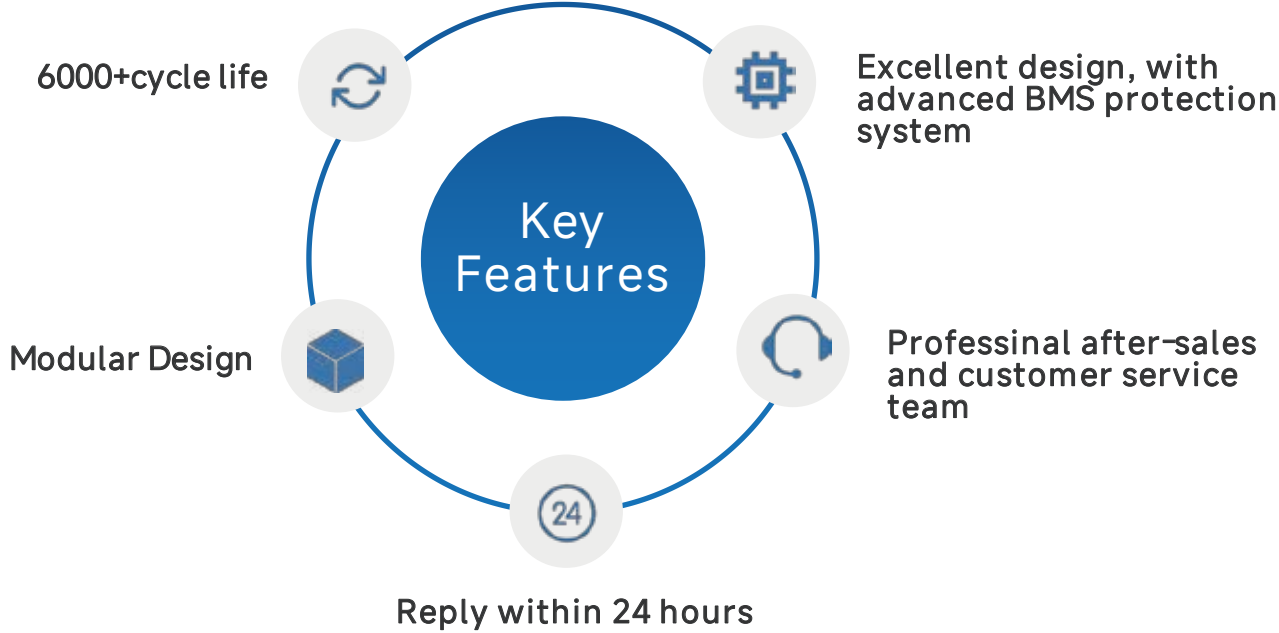 6000+cycle life
Excellent design, with
advanced BMS protection
system
Key
Features
Modular Design
Professinal after-sales
and customer service
team
24
Reply within 24 hours